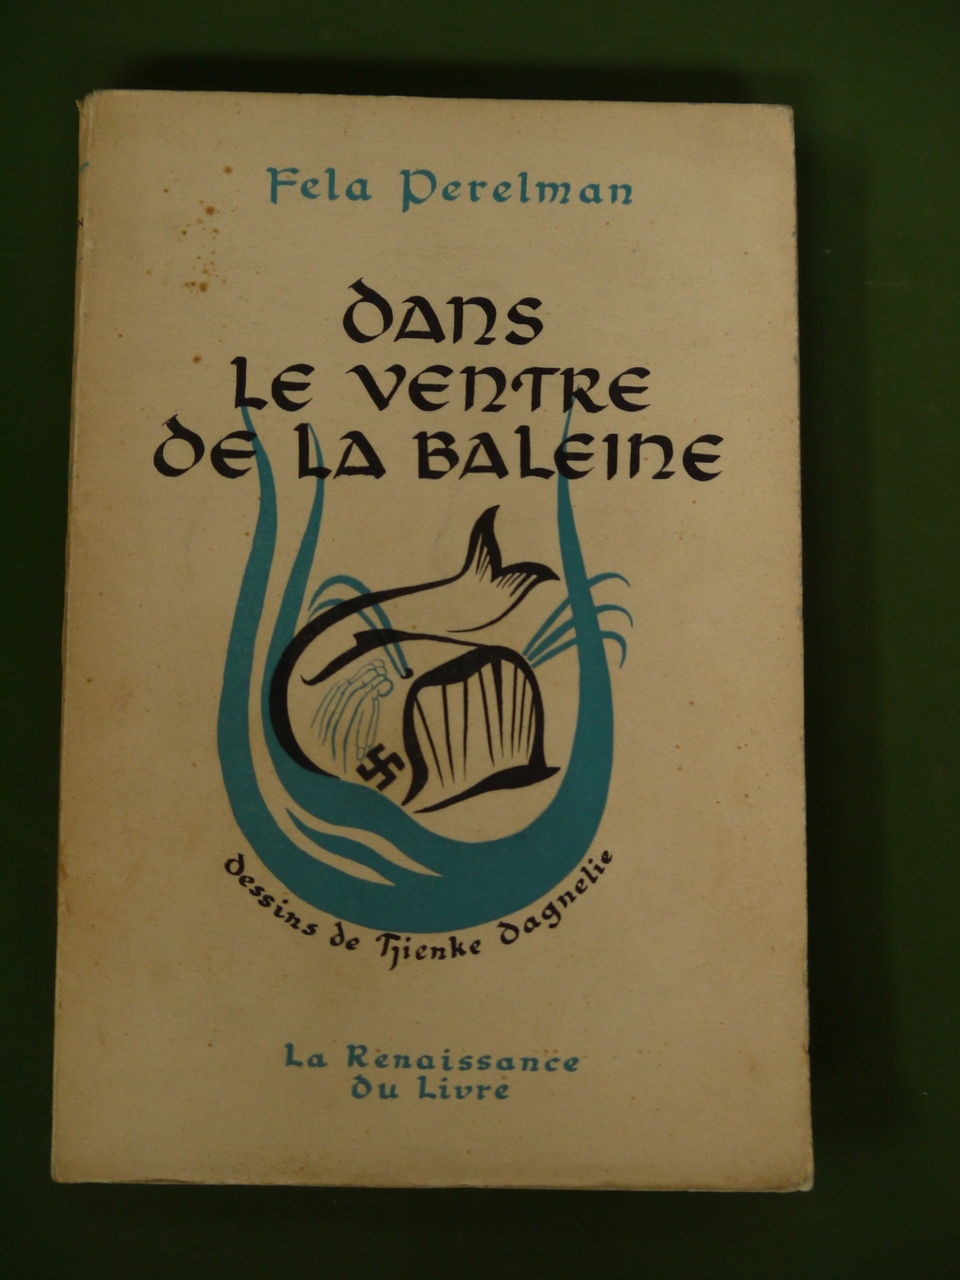 Fela Perelman
DANS
LE VENTRE
DE LA BALEINE
dessins de Tjienke Dagnelie
La Renaissance
Du Livre